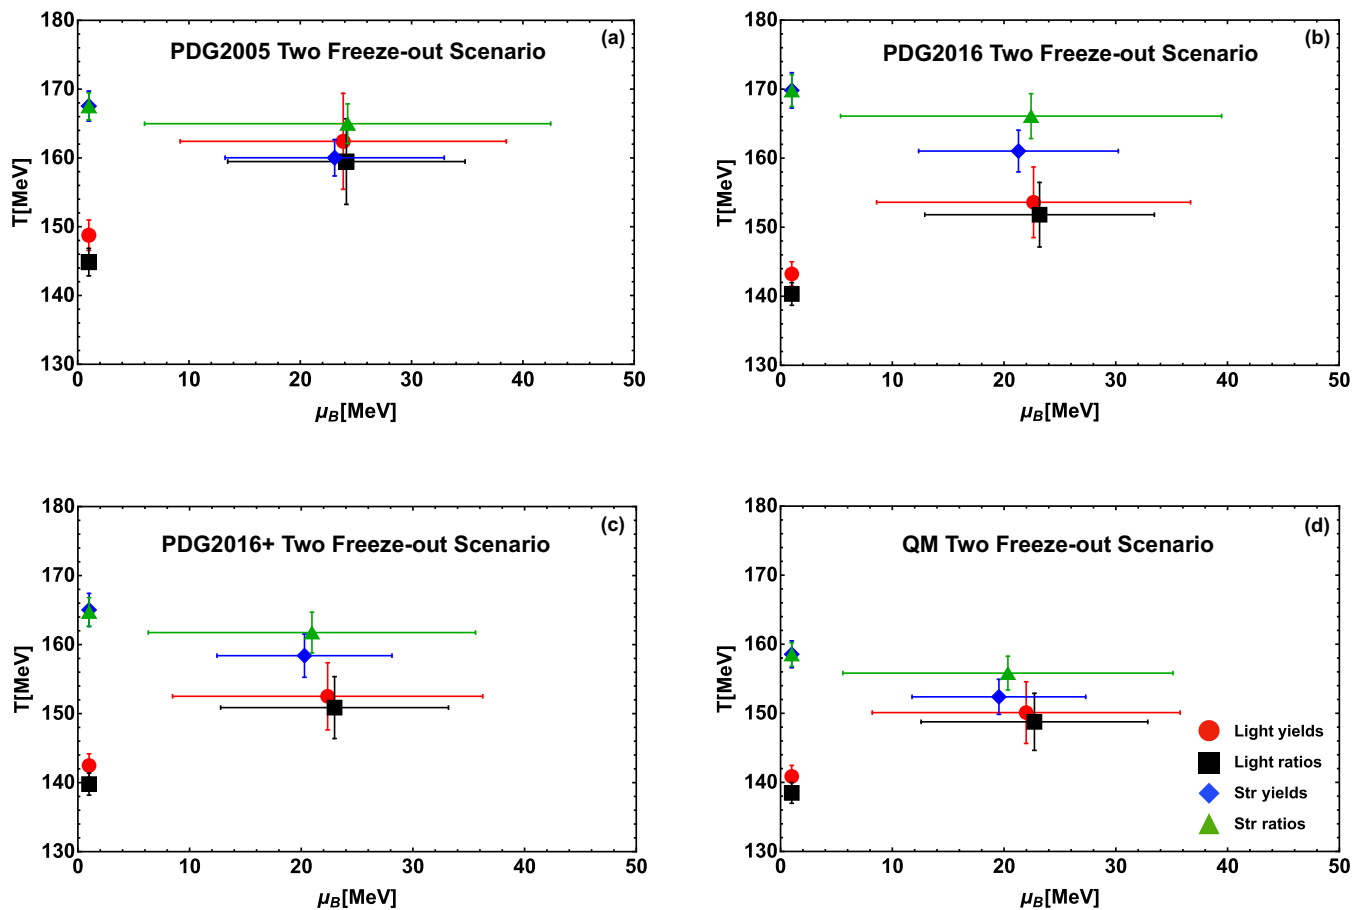 (a)
PDG2005 Two Freeze-out Scenario
T[MeV]
180
170
160
150
140
130
0 10 20 30 40 50
μB[MeV]
(b)
PDG2016 Two Freeze-out Scenario
T[MeV]
180
170
160
150
140
130
0 10 20 30 40 50
μB[MeV]
(c)
PDG2016+ Two Freeze-out Scenario
T[MeV]
180
170
160
150
140
130
0 10 20 30 40 50
μB[MeV]
(d)
QM Two Freeze-out Scenario
T[MeV]
180
170
160
150
140
130
0 10 20 30 40 50
μB[MeV]
Light yields
Light ratios
Str yields
Str ratios